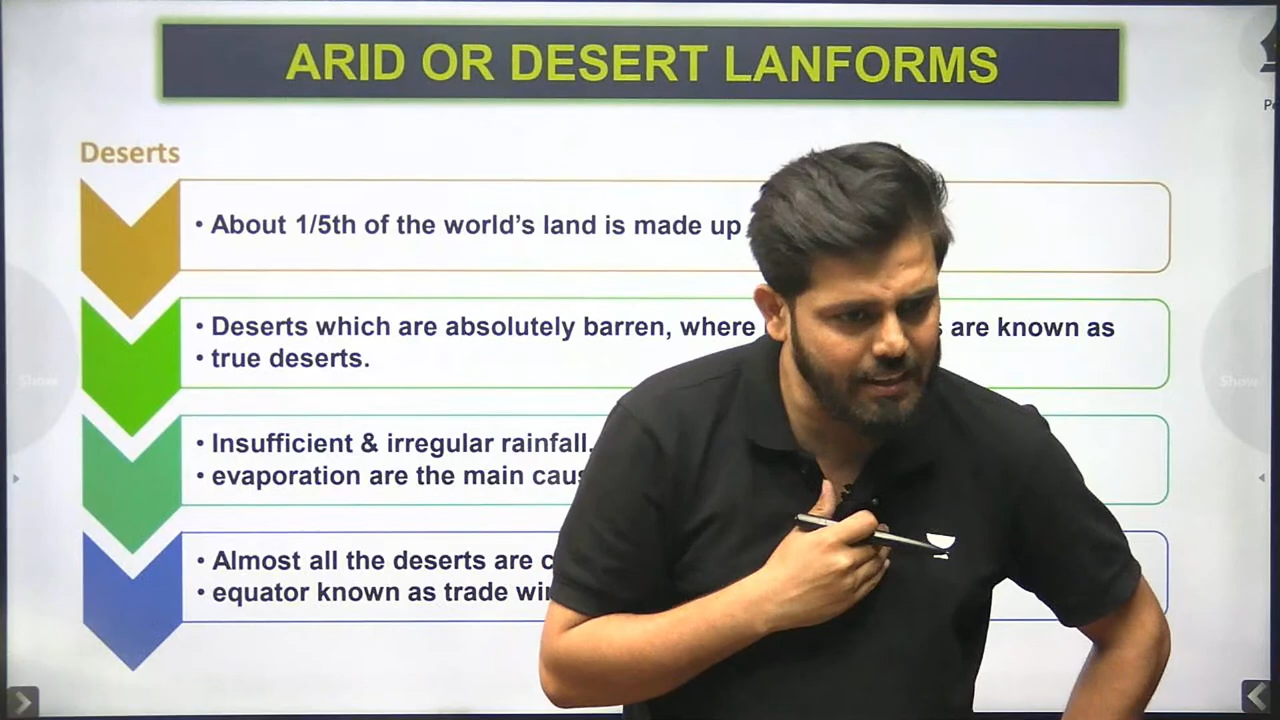 ARID OR DESERT LANFORMS
Deserts
• About 1/5th of the world's land is made up
• Deserts which are absolutely barren, where are known as
• true deserts.
• Insufficient & irregular rainfall,
• evaporation are the main
• Almost all the deserts are
• equator known as trade
Show
Show